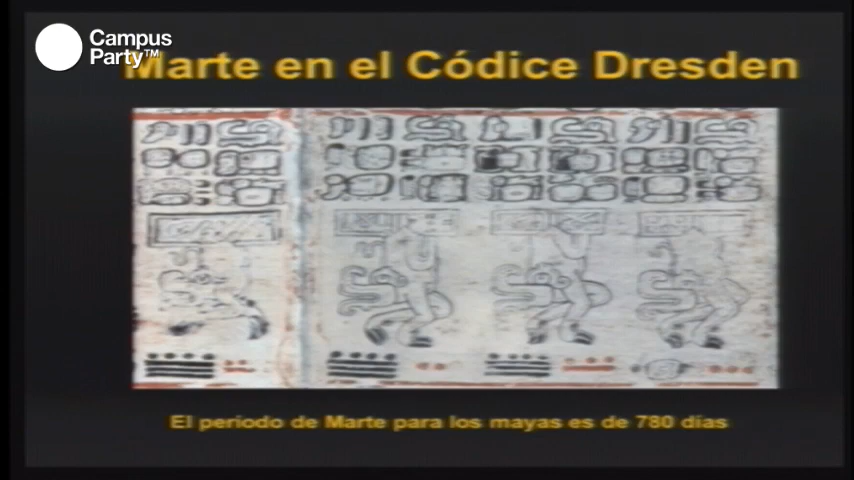 Campus
Party™
Marte en el Códice Dresden
El periodo de Marte para los mayas es de 780 días